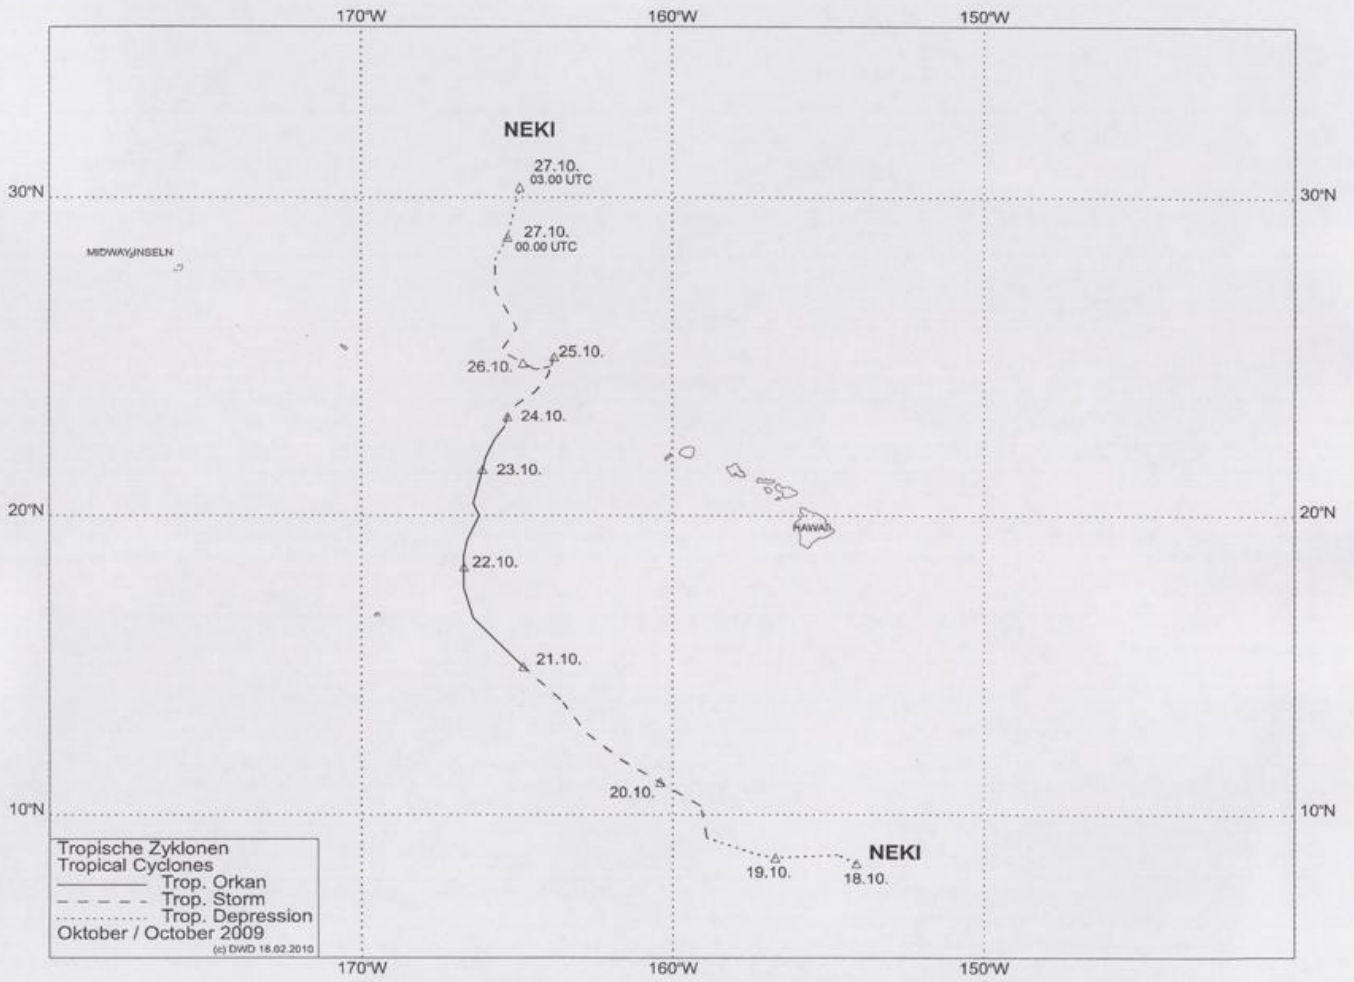 170°W
160°W
150°W
NEKI
27.10.
03.00 UTC
30°N
30°N
27.10.
00.00 UTC
MIDWAY-INSELN
25.10.
26.10.
24.10.
23.10.
20°N
20°N
HAWAII
22.10.
21.10.
20.10.
10°N
10°N
NEKI
19.10.
18.10.
Tropische Zyklonen
Tropical Cyclones
Trop. Orkan
Trop. Storm
Trop. Depression
Oktober / October 2009
(c) DWD 18.02.2010
170°W
160°W
150°W